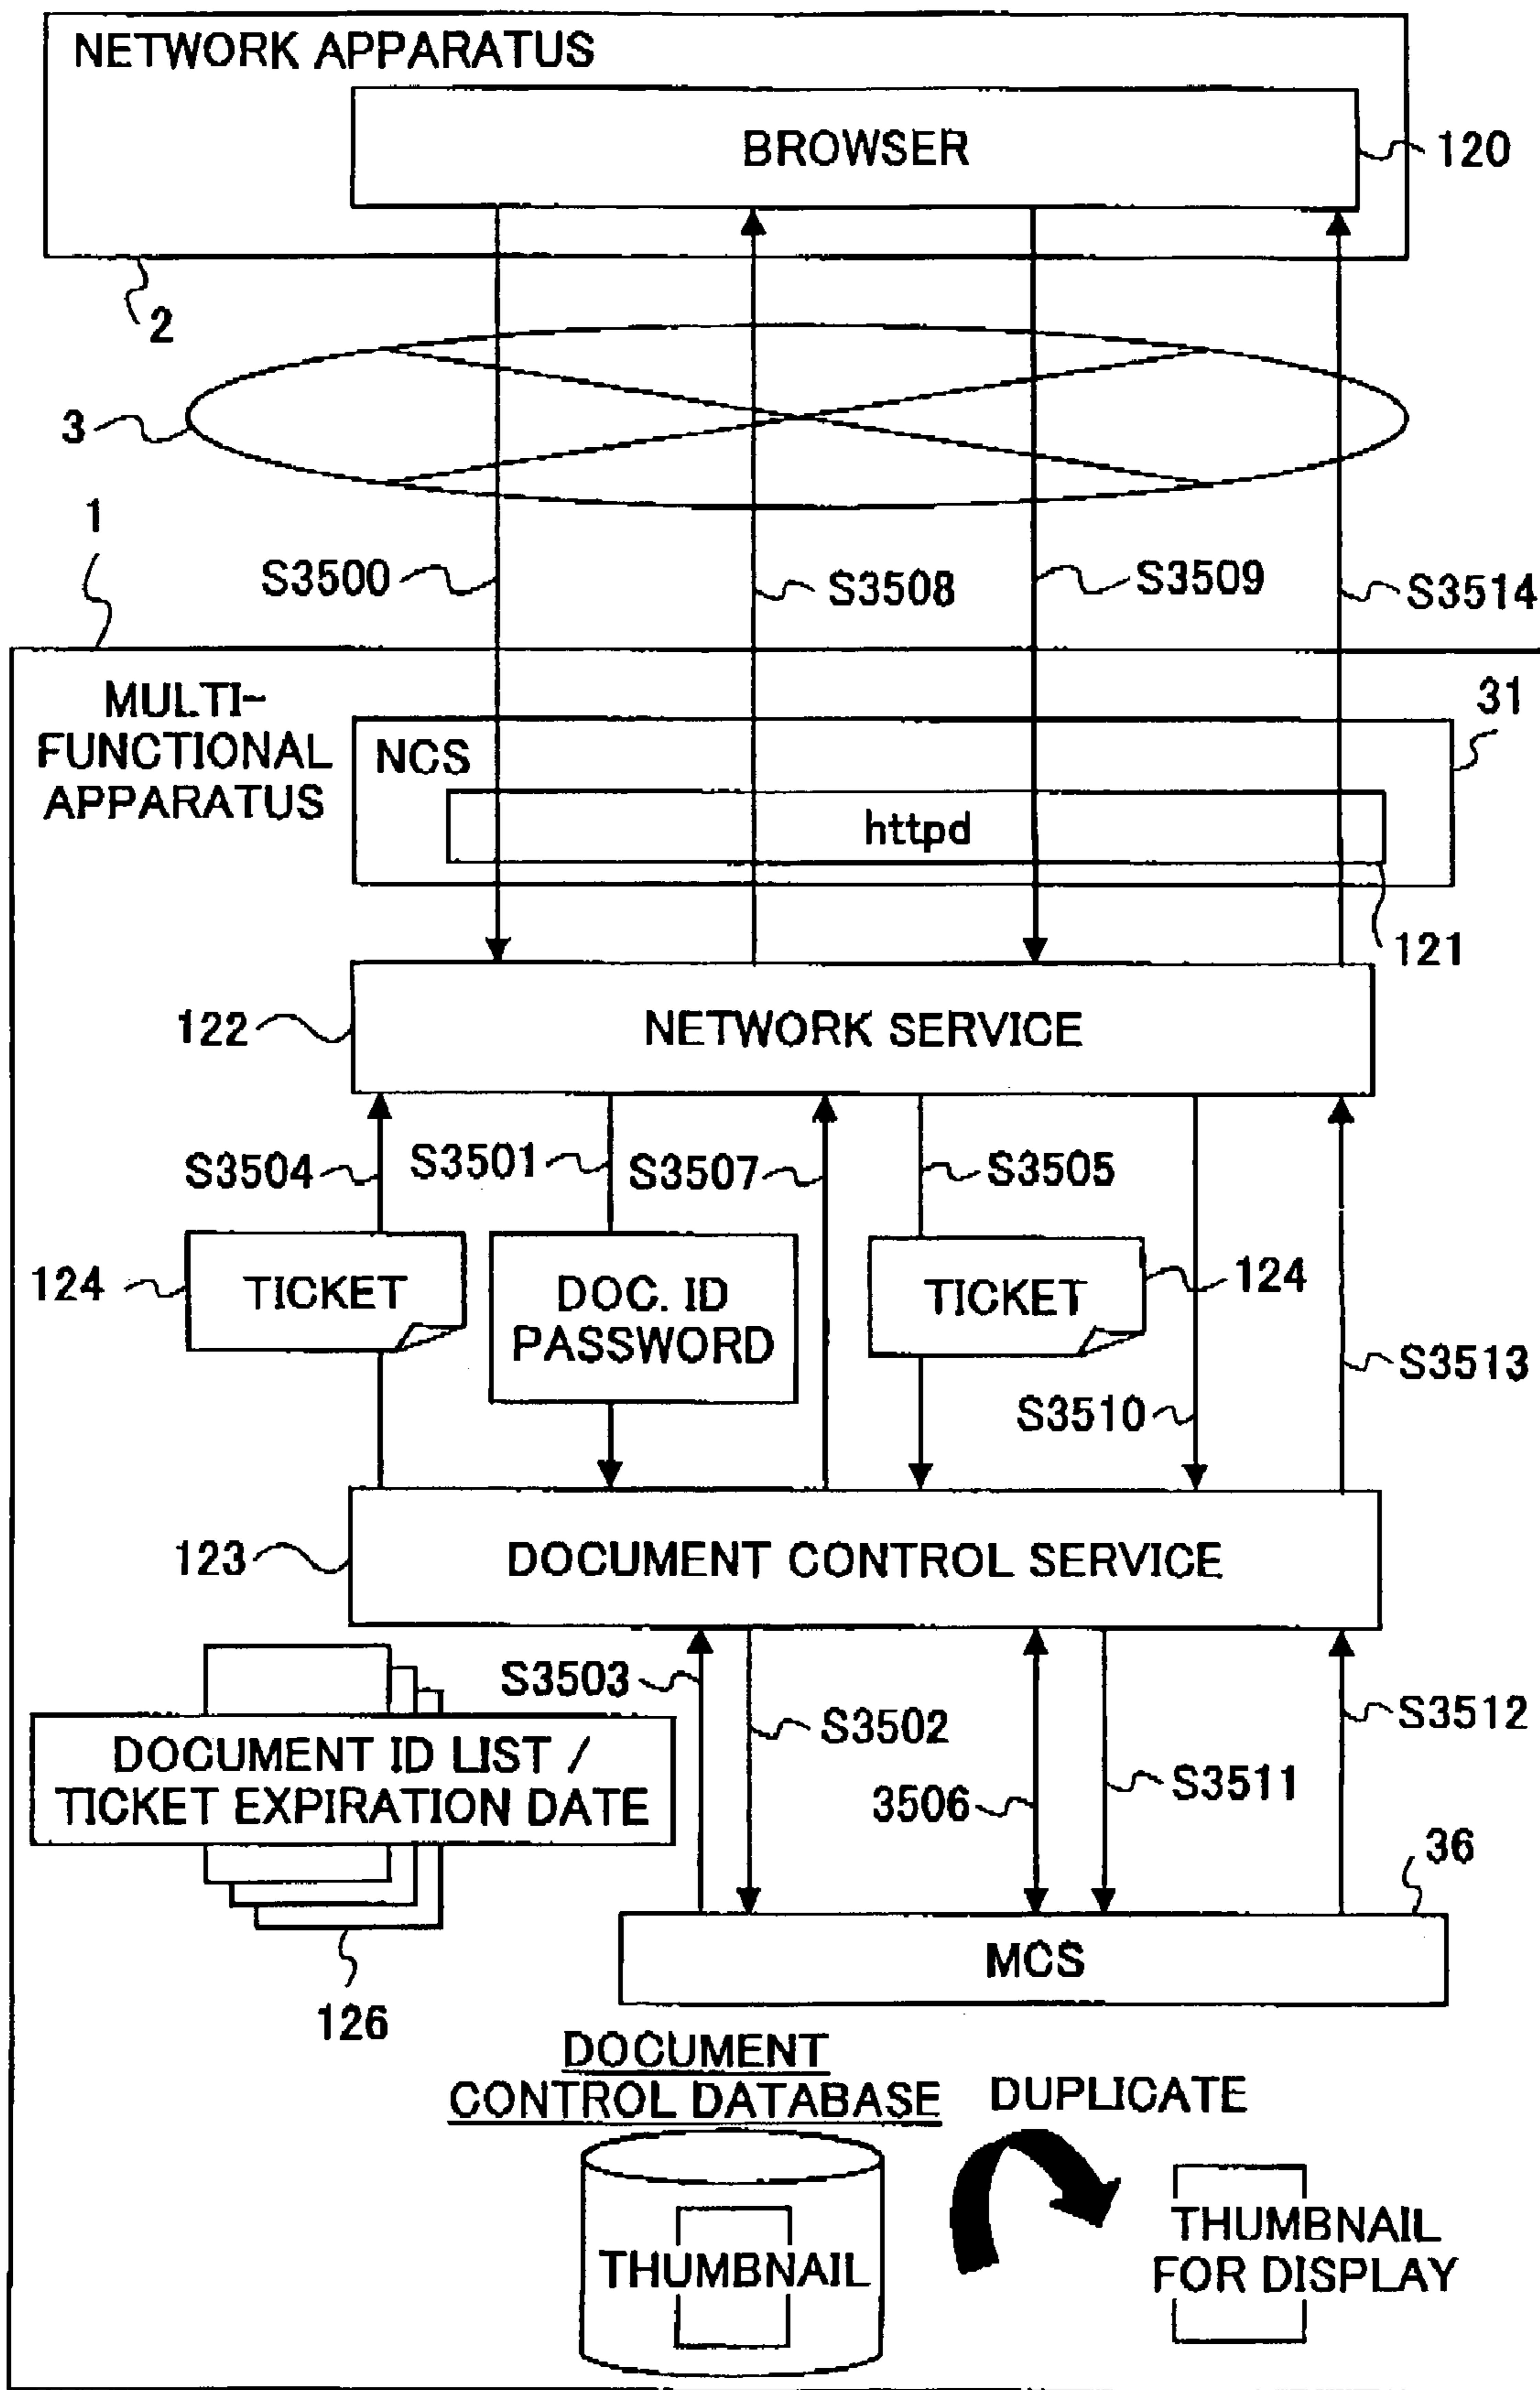 NETWORK APPARATUS
BROWSER
120
2
3
1
S3500
S3508
S3509
S3514
MULTI-
FUNCTIONAL
APPARATUS
31
NCS
httpd
121
122
NETWORK SERVICE
S3504
S3501
S3507
S3505
124
TICKET
DOC. ID
PASSWORD
TICKET
124
S3513
S3510
123
DOCUMENT CONTROL SERVICE
S3503
S3502
S3512
DOCUMENT ID LIST /
TICKET EXPIRATION DATE
3506
S3511
36
MCS
126
DOCUMENT
CONTROL DATABASE
DUPLICATE
THUMBNAIL
THUMBNAIL
FOR DISPLAY